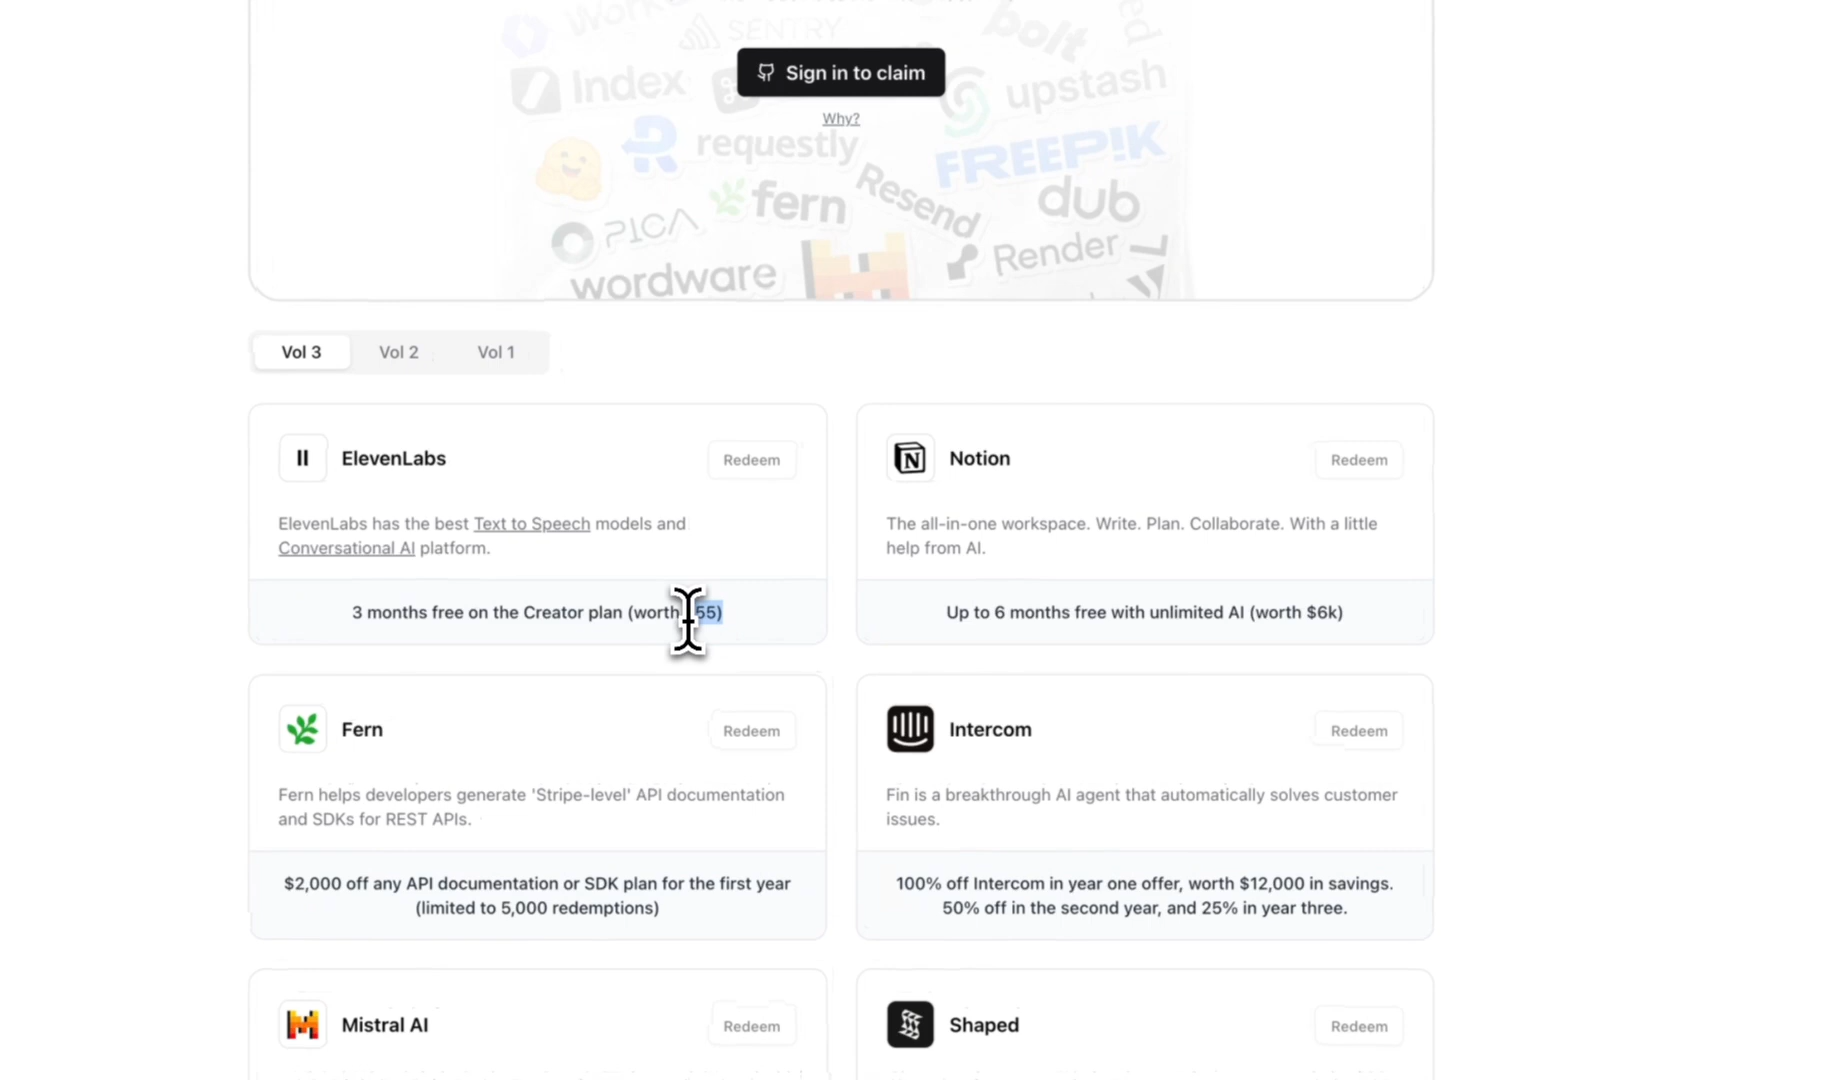 SENTRY
bolt
Index
Sign in to claim
upstash
Why?
requestly
FREEP!K
fern
Resend
dub
PICA
Render
wordware
Vol 3 Vol 2 Vol 1
ElevenLabs Redeem
ElevenLabs has the best Text to Speech models and
Conversational AI platform.
3 months free on the Creator plan (worth 55)
Notion Redeem
The all-in-one workspace. Write. Plan. Collaborate. With a little
help from AI.
Up to 6 months free with unlimited AI (worth $6k)
Fern Redeem
Fern helps developers generate 'Stripe-level' API documentation
and SDKs for REST APIs.
$2,000 off any API documentation or SDK plan for the first year
(limited to 5,000 redemptions)
Intercom Redeem
Fin is a breakthrough AI agent that automatically solves customer
issues.
100% off Intercom in year one offer, worth $12,000 in savings.
50% off in the second year, and 25% in year three.
Mistral AI Redeem
Shaped Redeem